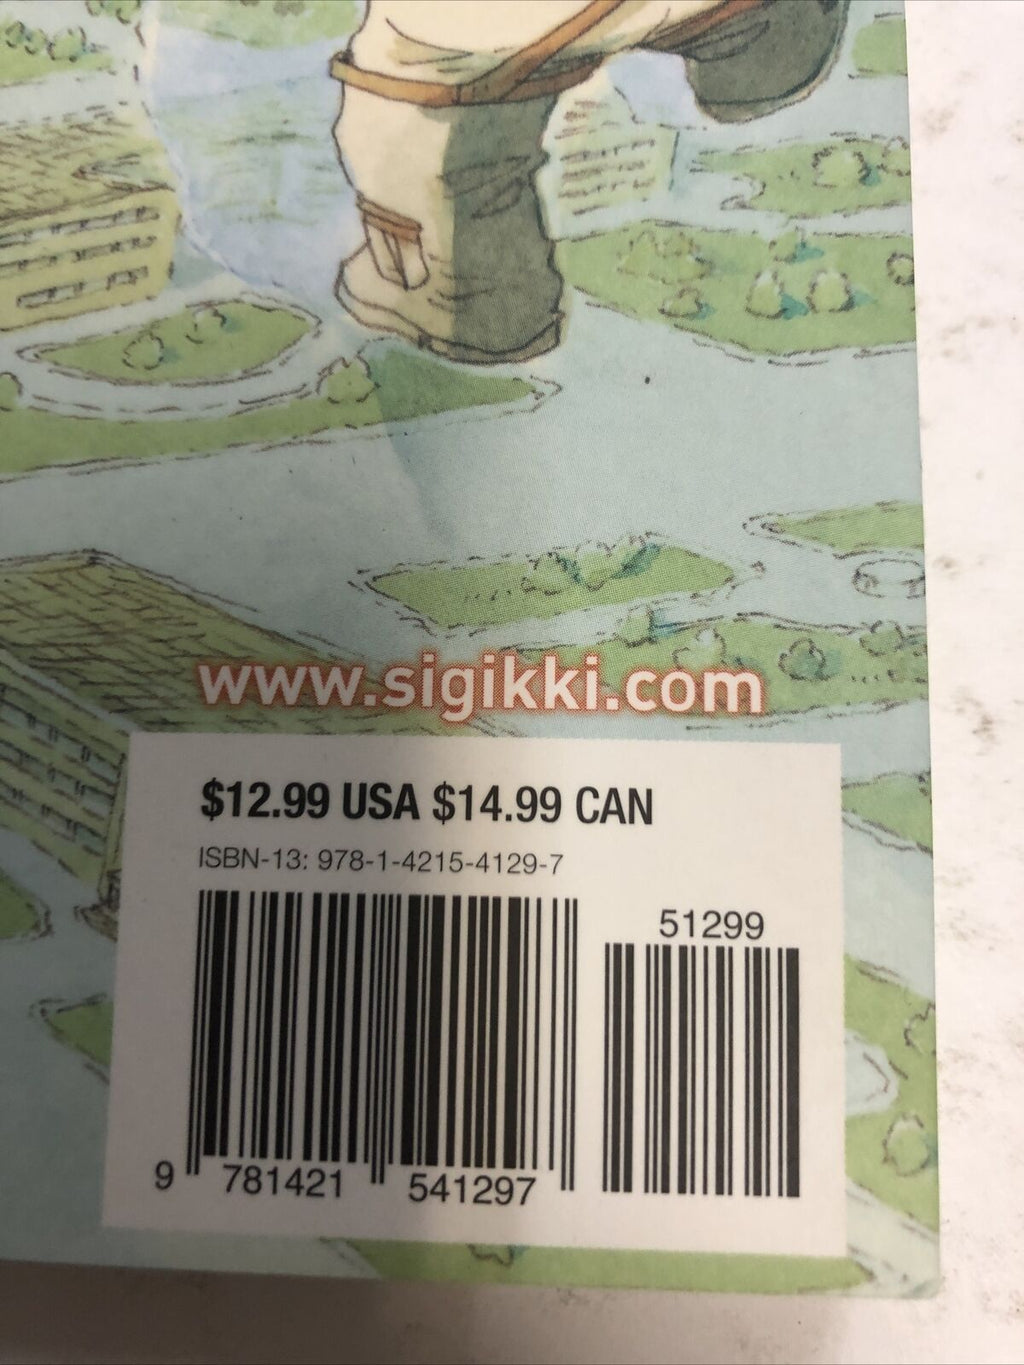 www.sigikki.com
$12.99 USA $14.99 CAN
ISBN-13: 978-1-4215-4129-7
51299
9 781421 541297